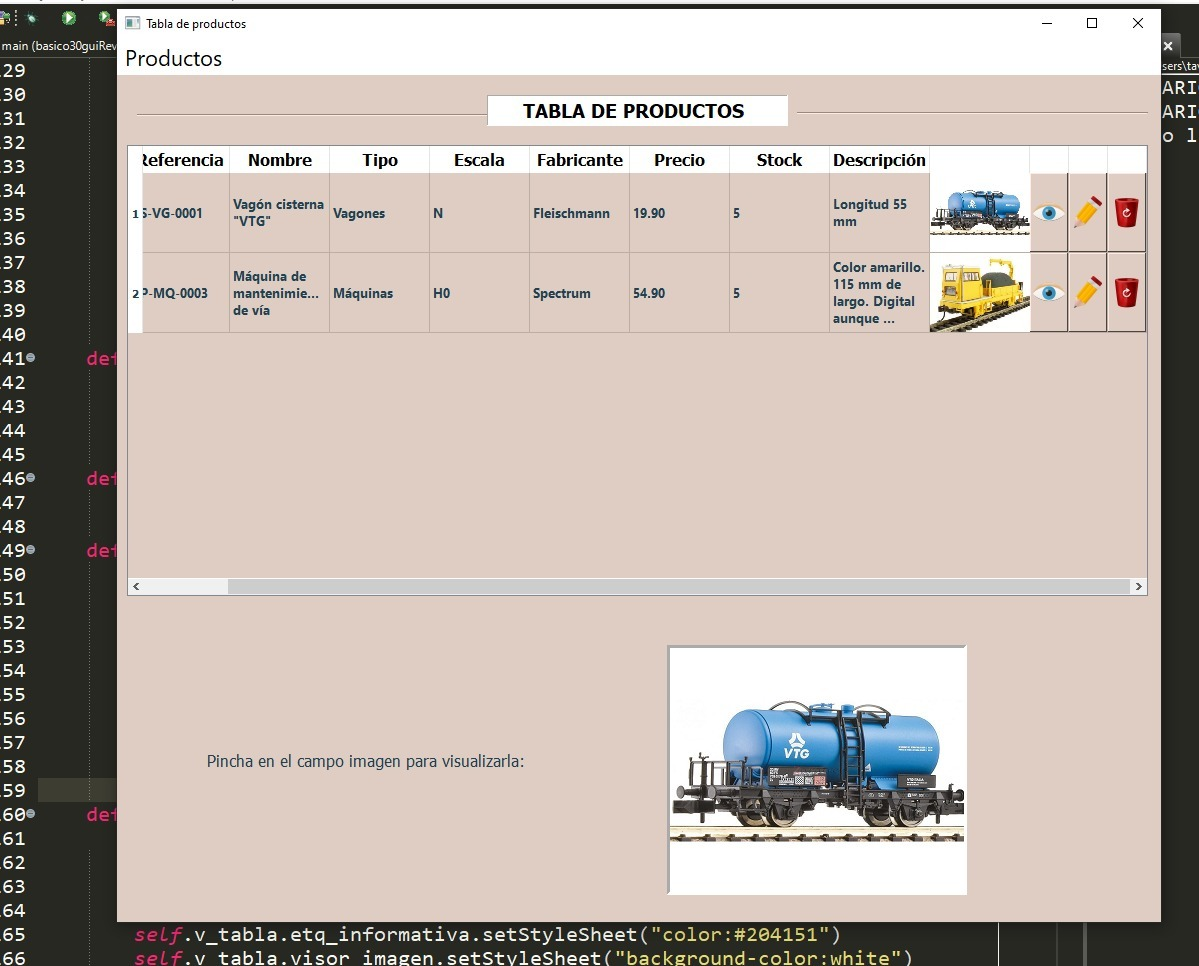 main (basico30guiRev
Tabla de productos
Productos
TABLA DE PRODUCTOS
Referencia Nombre Tipo Escala Fabricante Precio Stock Descripción
1 S-VG-0001 Vagón cisterna "VTG" Vagones N Fleischmann 19.90 5 Longitud 55 mm
2 P-MQ-0003 Máquina de mantenimie... de vía Máquinas H0 Spectrum 54.90 5 Color amarillo. 115 mm de largo. Digital aunque ...
Pincha en el campo imagen para visualizarla:
VTG
29
30
31
32
33
34
35
36
37
38
39
40
41 def
42
43
44
45
46 def
47
48
49 def
50
51
52
53
54
55
56
57
58
59
60 def
61
62
63
64
65 self.v_tabla.etq_informativa.setStyleSheet("color:#204151")
66 self.v_tabla.visor_imagen.setStyleSheet("background-color:white")
sers\tav
ARIO
ARIO
o l